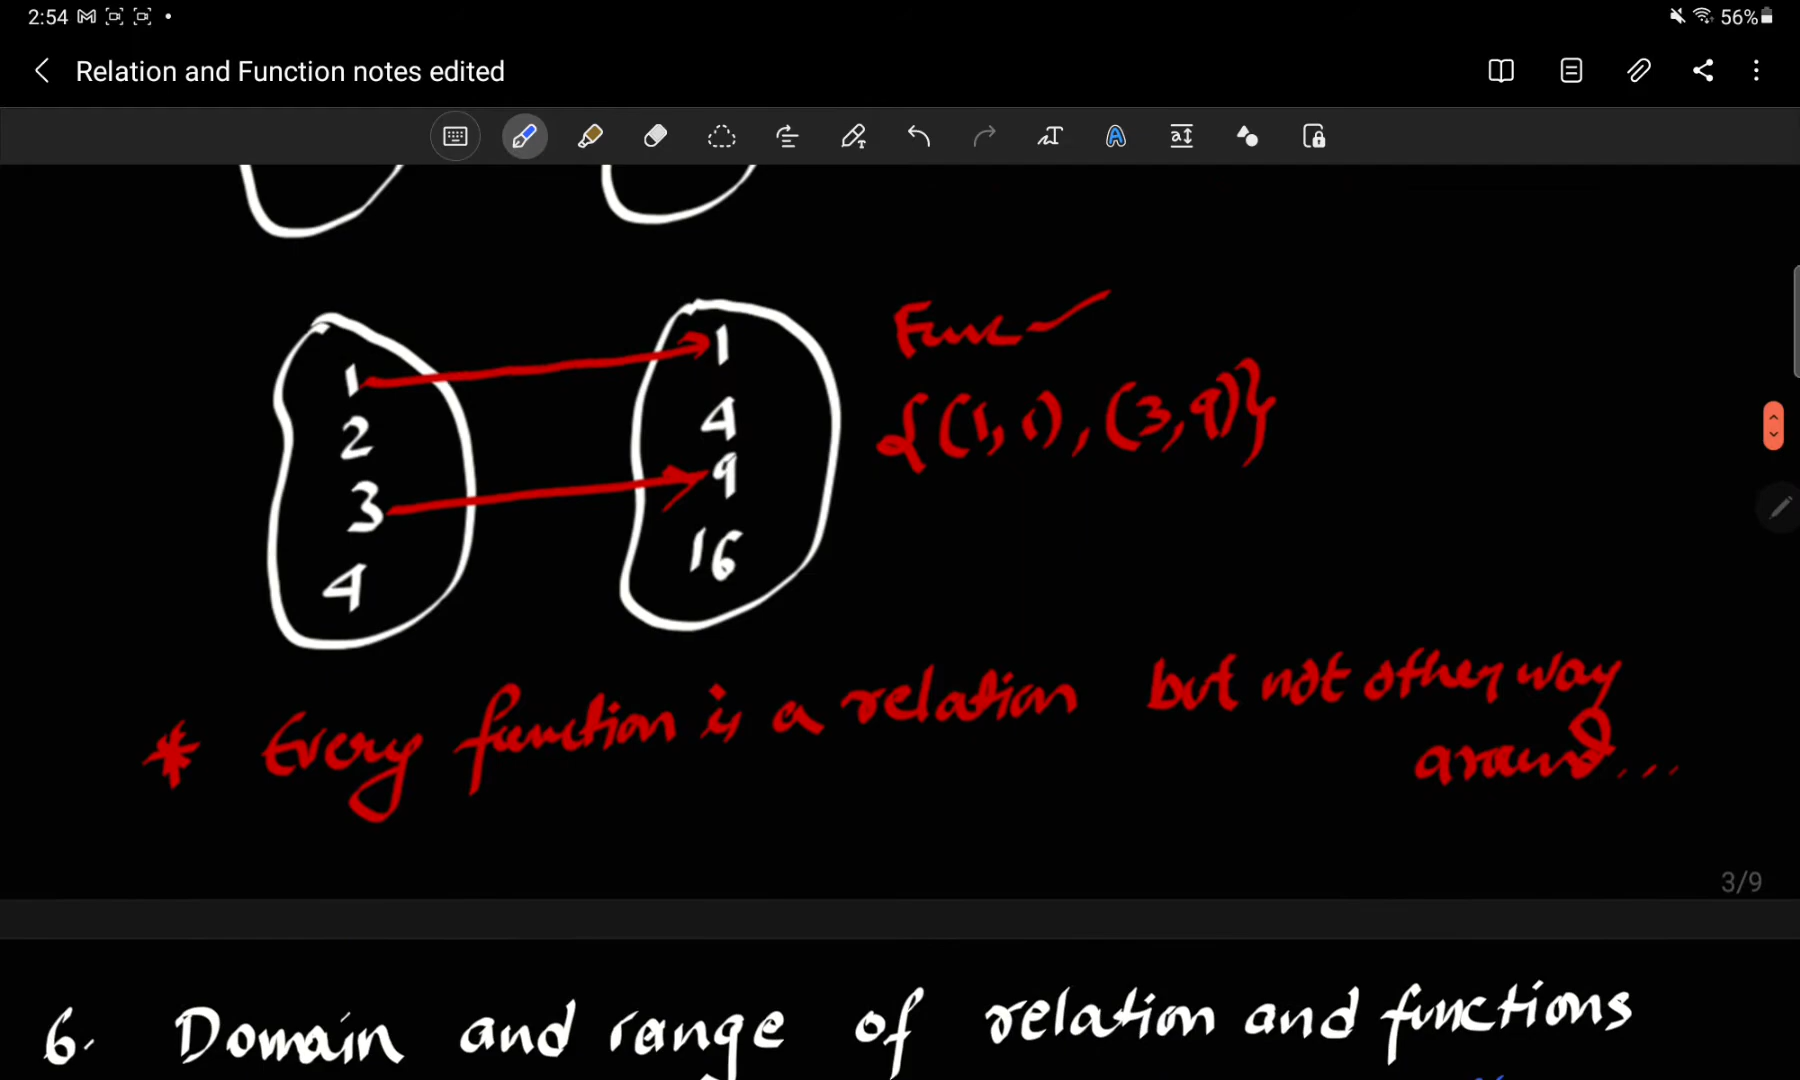 2:54
56%
Relation and Function notes edited
Func
1 1
2 4
3 9
4 16
{(1,1), (3,9)}
* Every function is a relation but not other way
around...
3/9
6. Domain and range of relation and functions